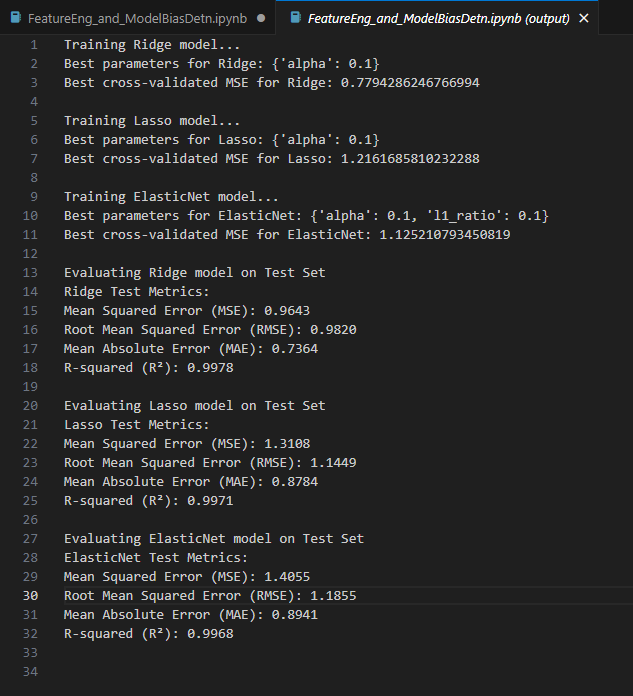 FeatureEng_and_ModelBiasDetn.ipynb
FeatureEng_and_ModelBiasDetn.ipynb (output)
1 Training Ridge model...
2 Best parameters for Ridge: {'alpha': 0.1}
3 Best cross-validated MSE for Ridge: 0.7794286246766994
4
5 Training Lasso model...
6 Best parameters for Lasso: {'alpha': 0.1}
7 Best cross-validated MSE for Lasso: 1.2161685810232288
8
9 Training ElasticNet model...
10 Best parameters for ElasticNet: {'alpha': 0.1, 'l1_ratio': 0.1}
11 Best cross-validated MSE for ElasticNet: 1.125210793450819
12
13 Evaluating Ridge model on Test Set
14 Ridge Test Metrics:
15 Mean Squared Error (MSE): 0.9643
16 Root Mean Squared Error (RMSE): 0.9820
17 Mean Absolute Error (MAE): 0.7364
18 R-squared (R²): 0.9978
19
20 Evaluating Lasso model on Test Set
21 Lasso Test Metrics:
22 Mean Squared Error (MSE): 1.3108
23 Root Mean Squared Error (RMSE): 1.1449
24 Mean Absolute Error (MAE): 0.8784
25 R-squared (R²): 0.9971
26
27 Evaluating ElasticNet model on Test Set
28 ElasticNet Test Metrics:
29 Mean Squared Error (MSE): 1.4055
30 Root Mean Squared Error (RMSE): 1.1855
31 Mean Absolute Error (MAE): 0.8941
32 R-squared (R²): 0.9968
33
34